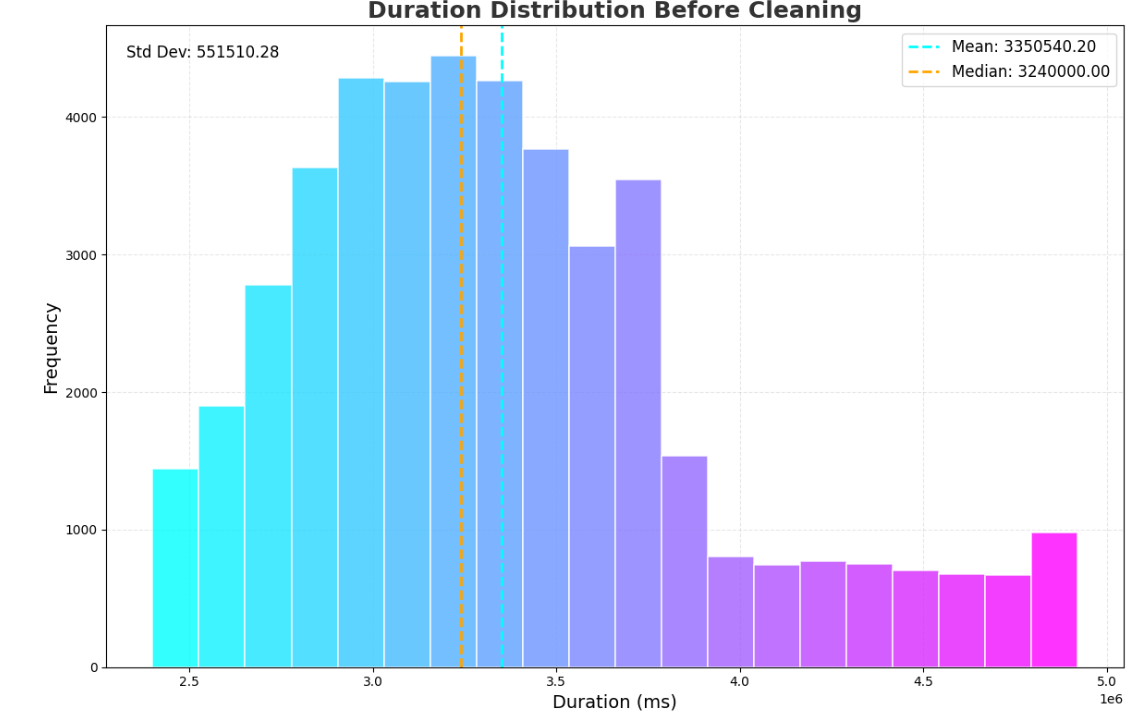 Duration Distribution Before Cleaning
Std Dev: 551510.28
Mean: 3350540.20
Median: 3240000.00
Frequency
4000
3000
2000
1000
0
2.5 3.0 3.5 4.0 4.5 5.0
1e6
Duration (ms)